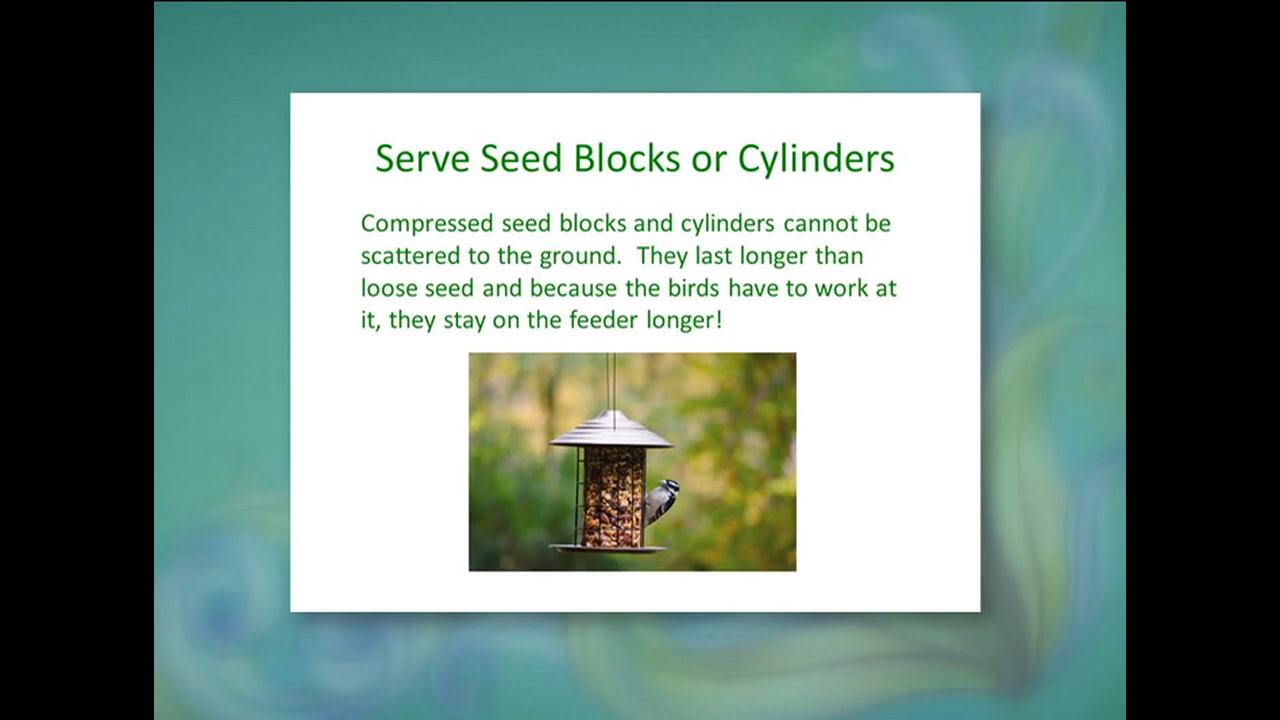 Serve Seed Blocks or Cylinders
Compressed seed blocks and cylinders cannot be
scattered to the ground.  They last longer than
loose seed and because the birds have to work at
it, they stay on the feeder longer!